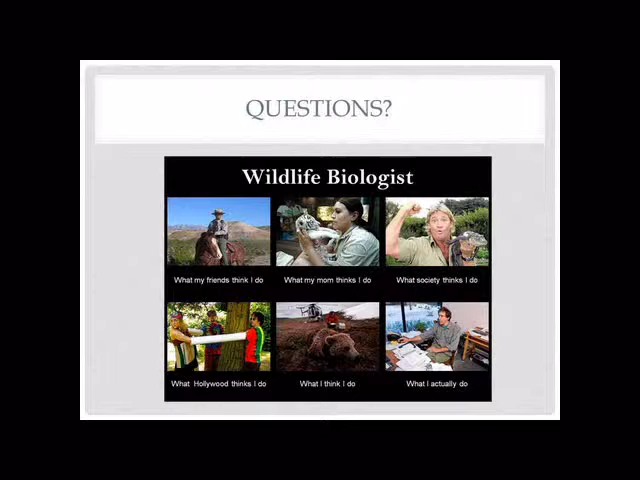 QUESTIONS?
Wildlife Biologist
What my friends think I do
What my mom thinks I do
What society thinks I do
What Hollywood thinks I do
What I think I do
What I actually do